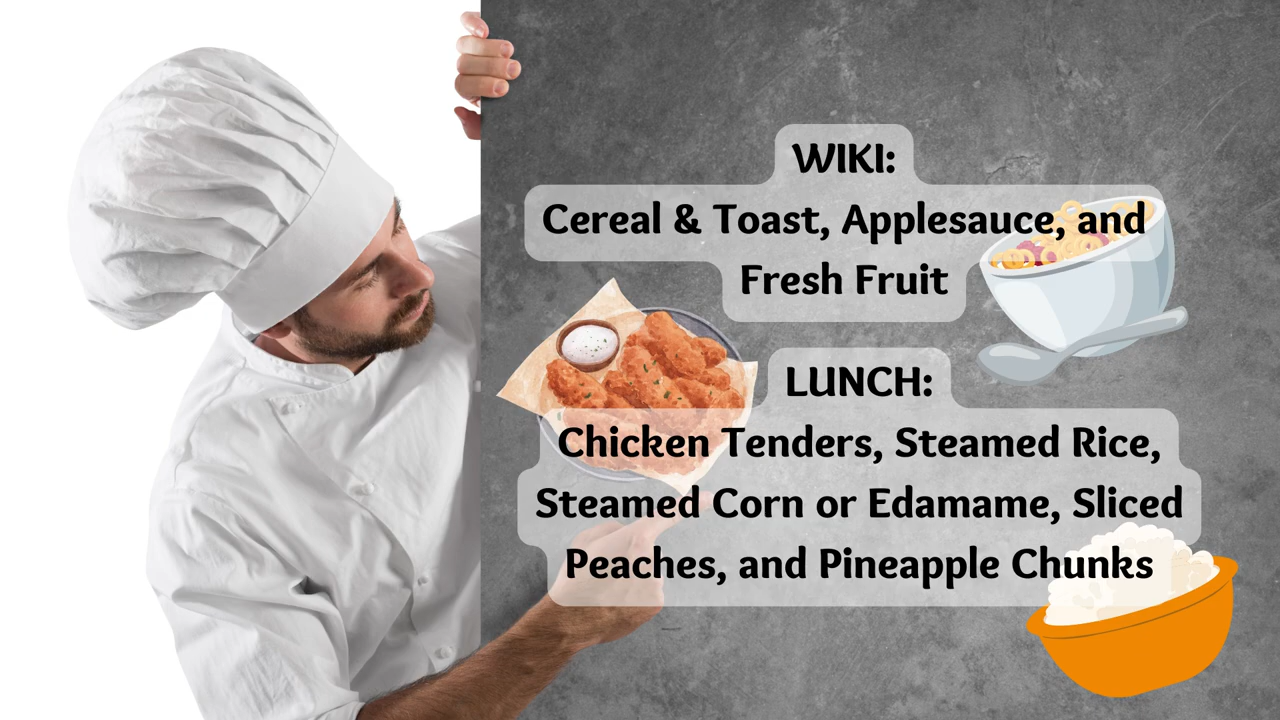 WIKI:
Cereal & Toast, Applesauce, and
Fresh Fruit
LUNCH:
Chicken Tenders, Steamed Rice,
Steamed Corn or Edamame, Sliced
Peaches, and Pineapple Chunks